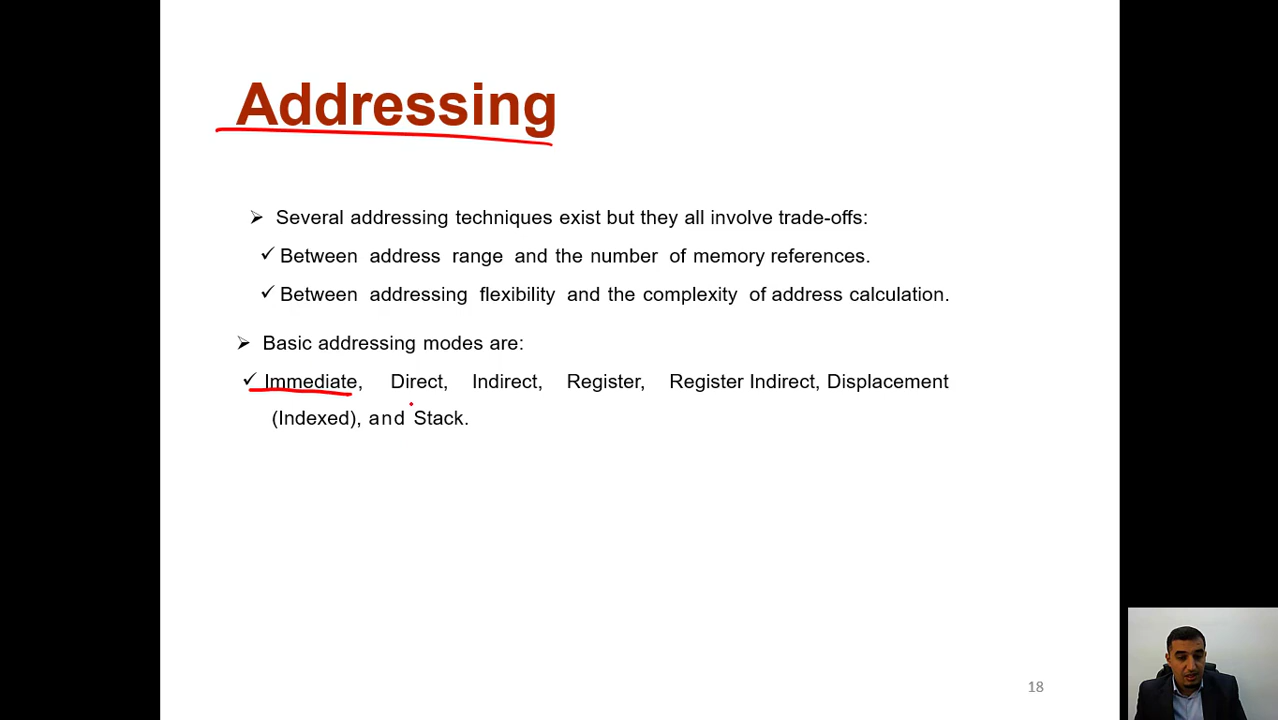 Addressing
➢ Several addressing techniques exist but they all involve trade-offs:
✓ Between address range and the number of memory references.
✓ Between addressing flexibility and the complexity of address calculation.
➢ Basic addressing modes are:
✓ Immediate, Direct, Indirect, Register, Register Indirect, Displacement
(Indexed), and Stack.
18